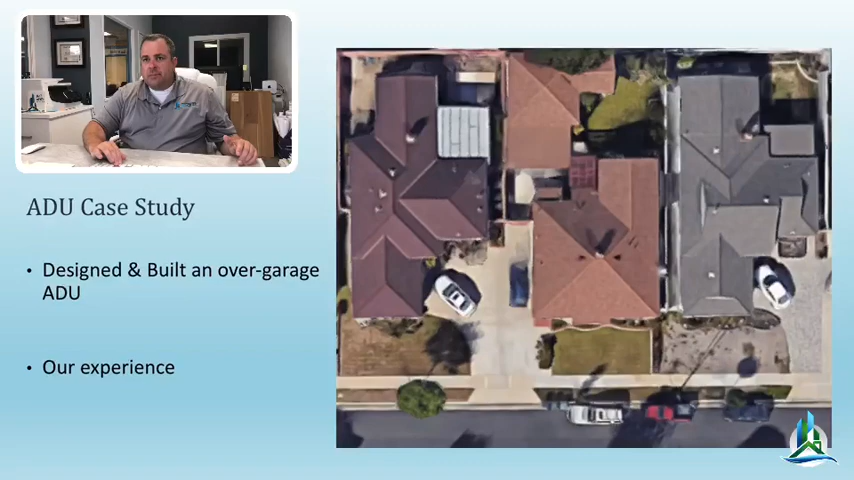 ADU Case Study
• Designed & Built an over-garage
ADU
• Our experience